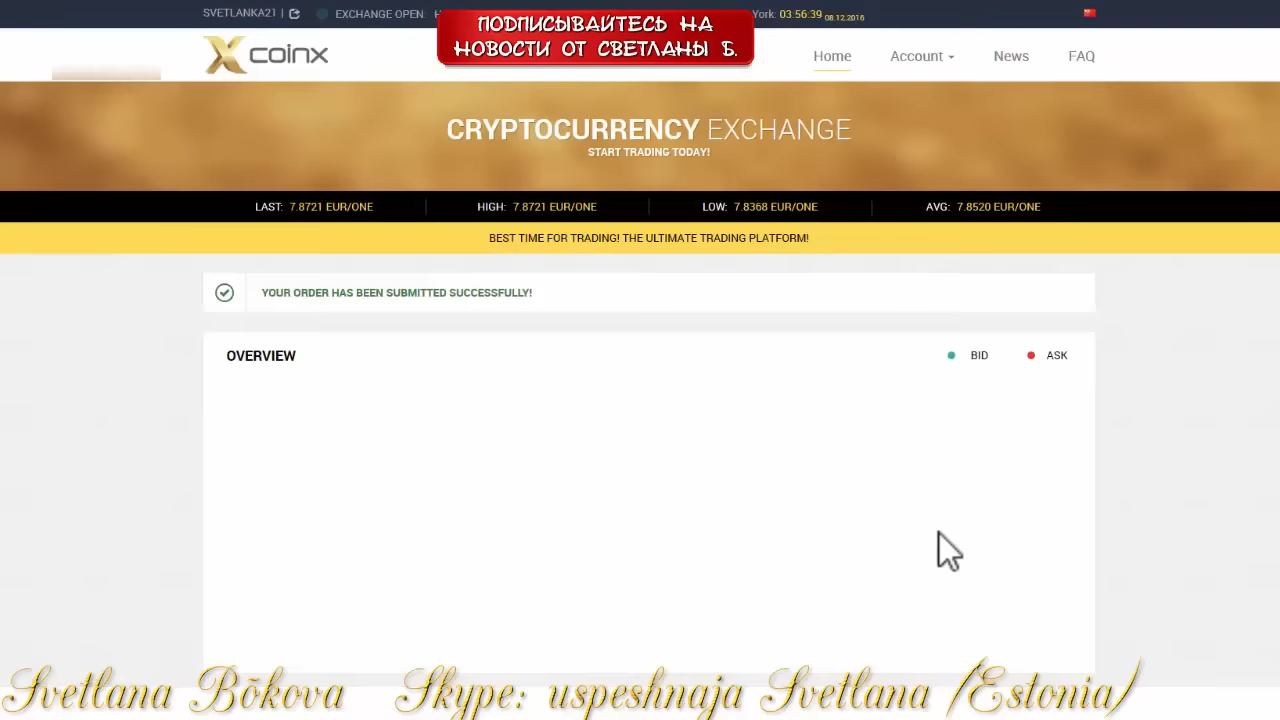 SVETLANKA21 | EXCHANGE OPEN: York: 03:56:39 08.12.2016
ПОДПИСЫВАЙТЕСЬ НА
НОВОСТИ ОТ СВЕТЛАНЫ Б.
coinx
Home Account News FAQ
CRYPTOCURRENCY EXCHANGE
START TRADING TODAY!
LAST: 7.8721 EUR/ONE HIGH: 7.8721 EUR/ONE LOW: 7.8368 EUR/ONE AVG: 7.8520 EUR/ONE
BEST TIME FOR TRADING! THE ULTIMATE TRADING PLATFORM!
YOUR ORDER HAS BEEN SUBMITTED SUCCESSFULLY!
OVERVIEW BID ASK
Svetlana Bõkova Skype: uspeshnaja Svetlana (Estonia)